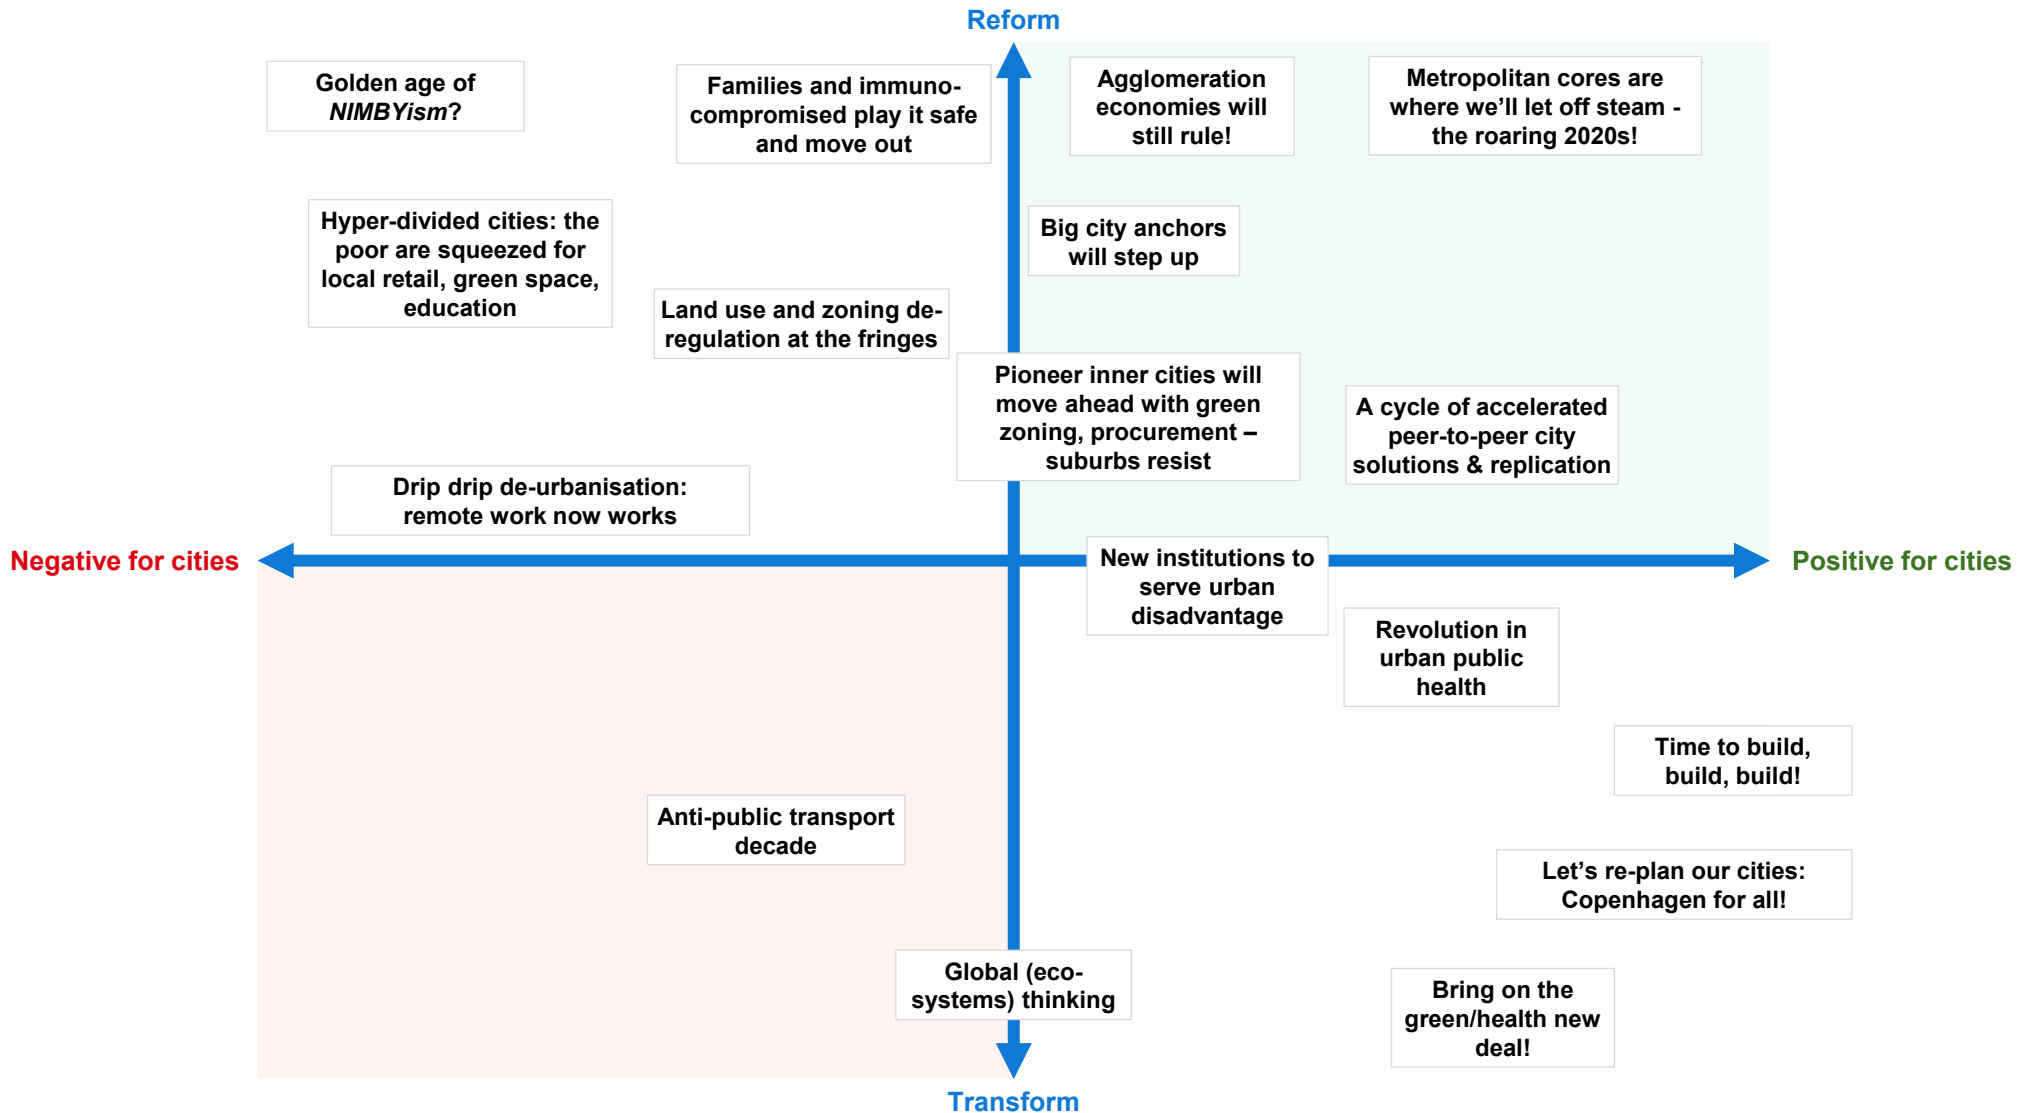 Reform
Golden age of
NIMBYism?
Families and immuno-
compromised play it safe
and move out
Agglomeration
economies will
still rule!
Metropolitan cores are
where we’ll let off steam -
the roaring 2020s!
Hyper-divided cities: the
poor are squeezed for
local retail, green space,
education
Big city anchors
will step up
Land use and zoning de-
regulation at the fringes
Pioneer inner cities will
move ahead with green
zoning, procurement –
suburbs resist
A cycle of accelerated
peer-to-peer city
solutions & replication
Drip drip de-urbanisation:
remote work now works
Negative for cities
New institutions to
serve urban
disadvantage
Positive for cities
Revolution in
urban public
health
Time to build,
build, build!
Anti-public transport
decade
Let’s re-plan our cities:
Copenhagen for all!
Global (eco-
systems) thinking
Bring on the
green/health new
deal!
Transform